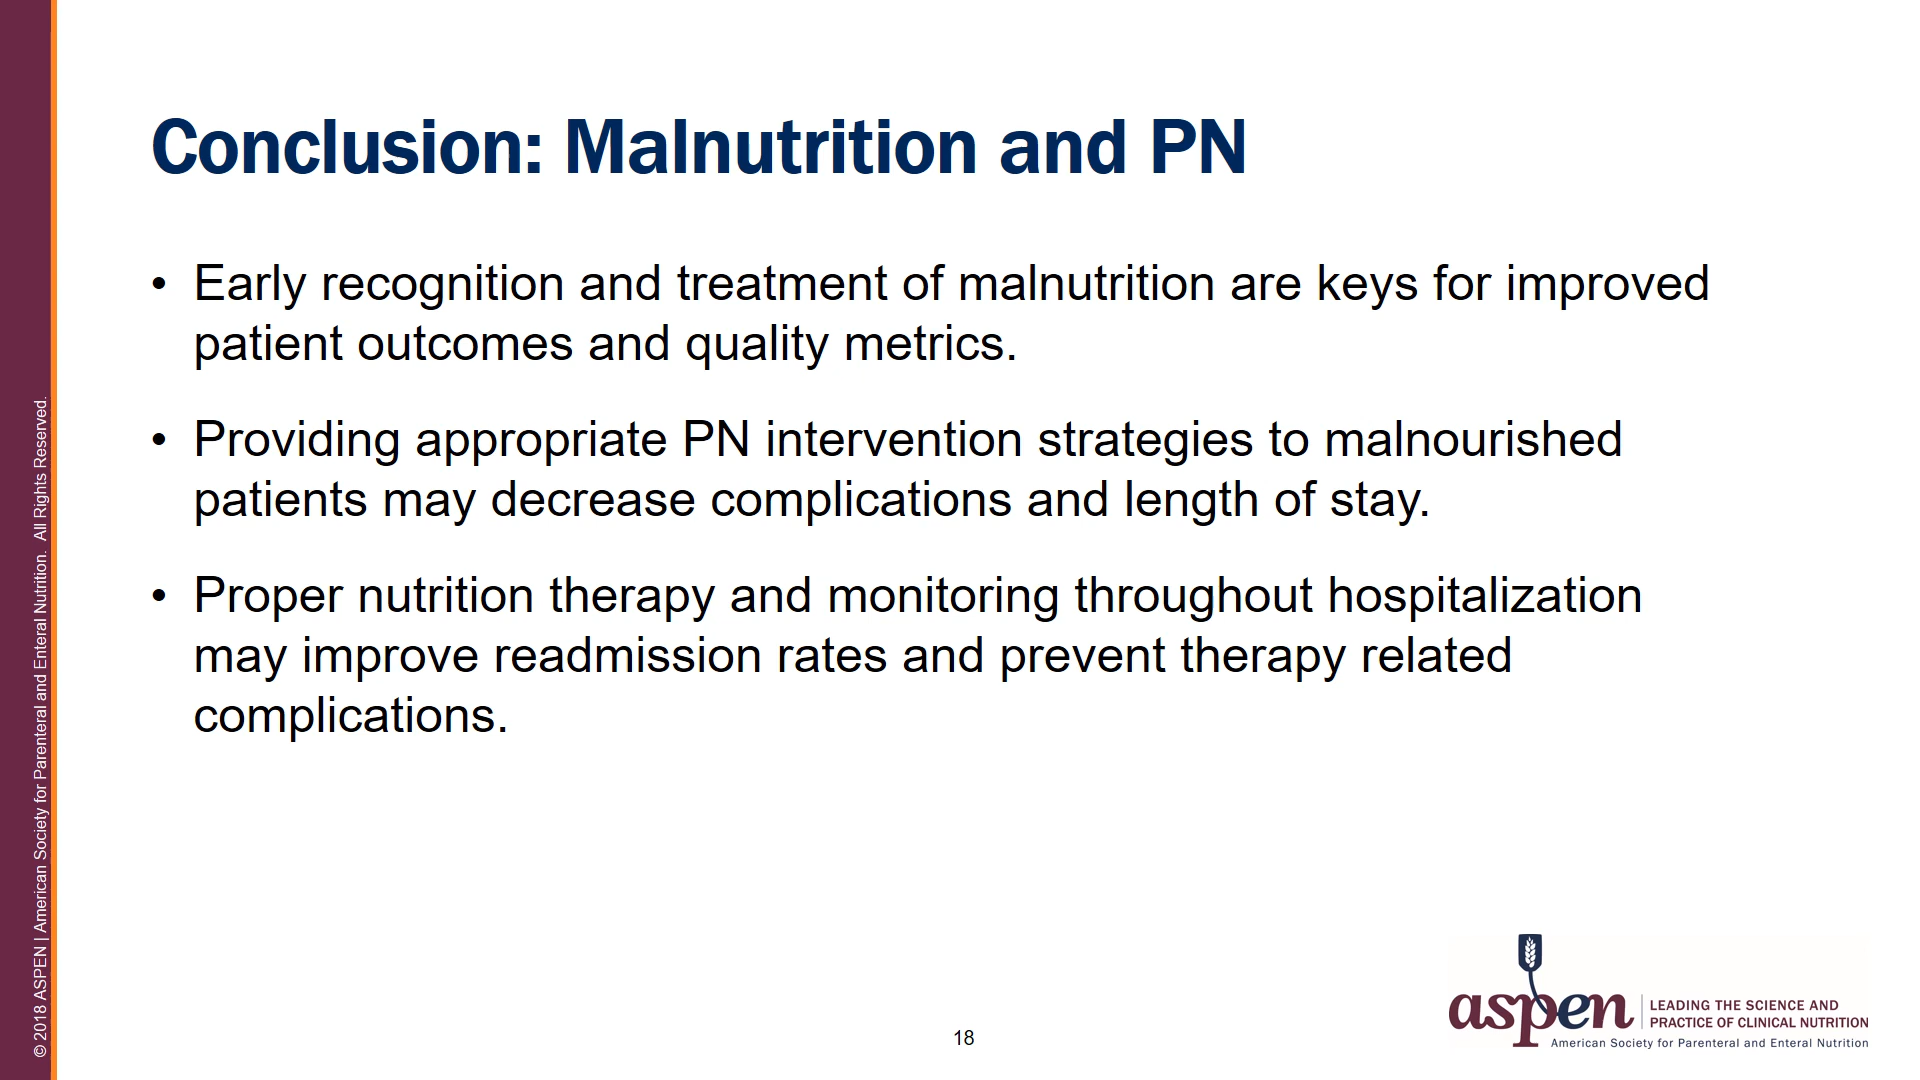 Conclusion: Malnutrition and PN
• Early recognition and treatment of malnutrition are keys for improved
patient outcomes and quality metrics.
• Providing appropriate PN intervention strategies to malnourished
patients may decrease complications and length of stay.
• Proper nutrition therapy and monitoring throughout hospitalization
may improve readmission rates and prevent therapy related
complications.
© 2018 ASPEN | American Society for Parenteral and Enteral Nutrition. All Rights Reserved.
18
aspen
LEADING THE SCIENCE AND
PRACTICE OF CLINICAL NUTRITION
American Society for Parenteral and Enteral Nutrition